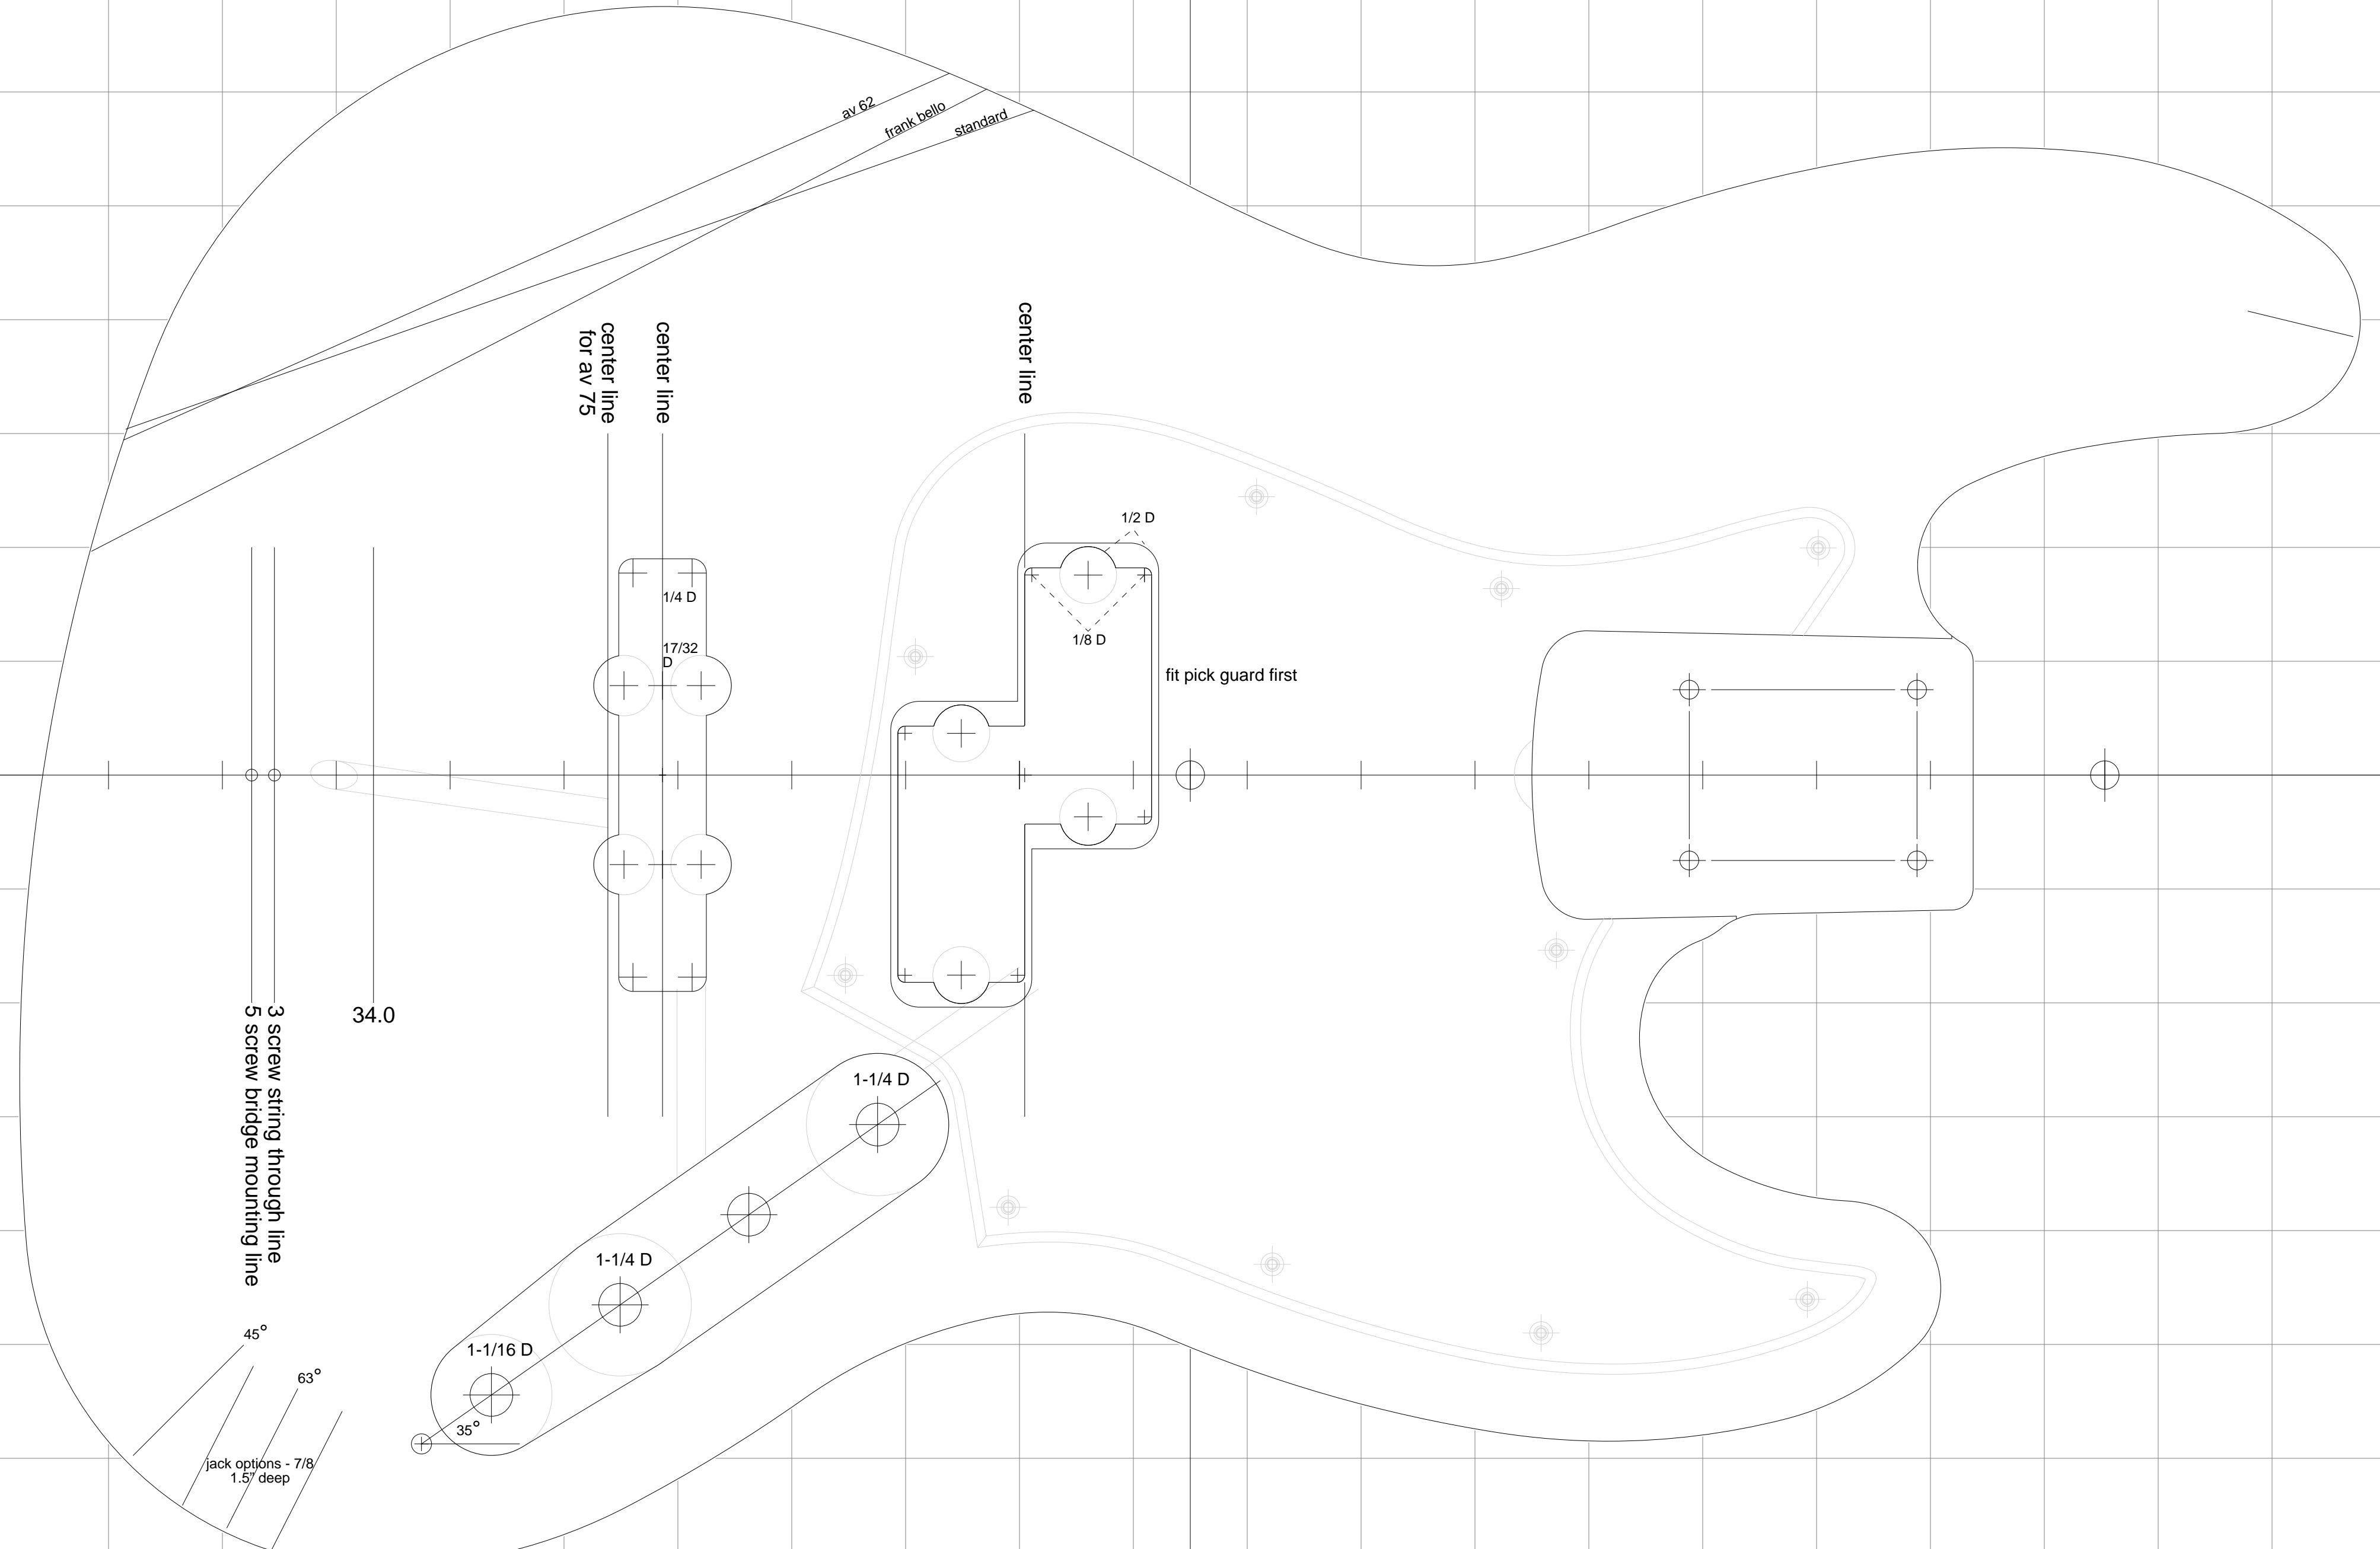 av 62
frank bello
standard
center line
for av 75
center line
center line
1/2 D
1/4 D
17/32
D
1/8 D
fit pick guard first
34.0
5 screw bridge mounting line
3 screw string through line
1-1/4 D
1-1/4 D
1-1/16 D
45°
63°
35°
jack options - 7/8
1.5” deep